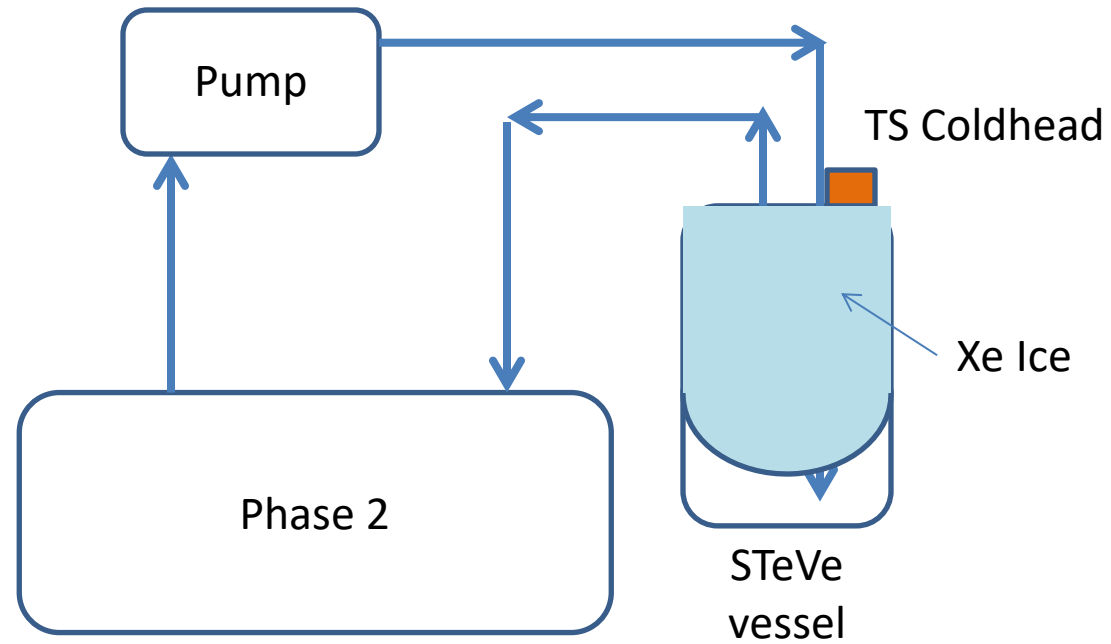 Pump
TS Coldhead
Xe Ice
Phase 2
STeVe
vessel